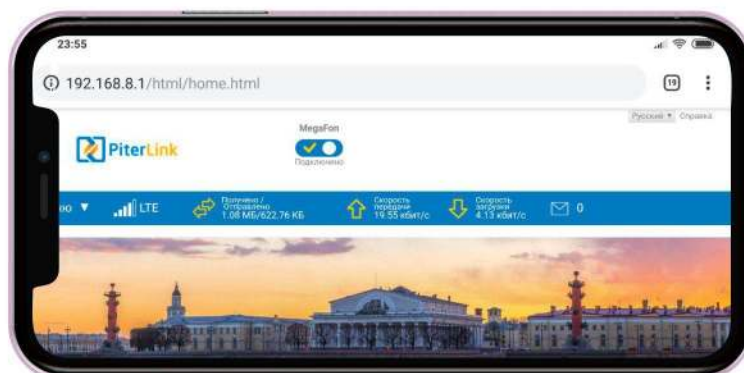 23:55
192.168.8.1/html/home.html
19
Русский Справка
MegaFon
PiterLink
Подключено
LTE
Получено /
Отправлено
1.08 МБ/622.76 КБ
Скорость
передачи
19.55 кбит/с
Скорость
загрузки
4.13 кбит/с
0